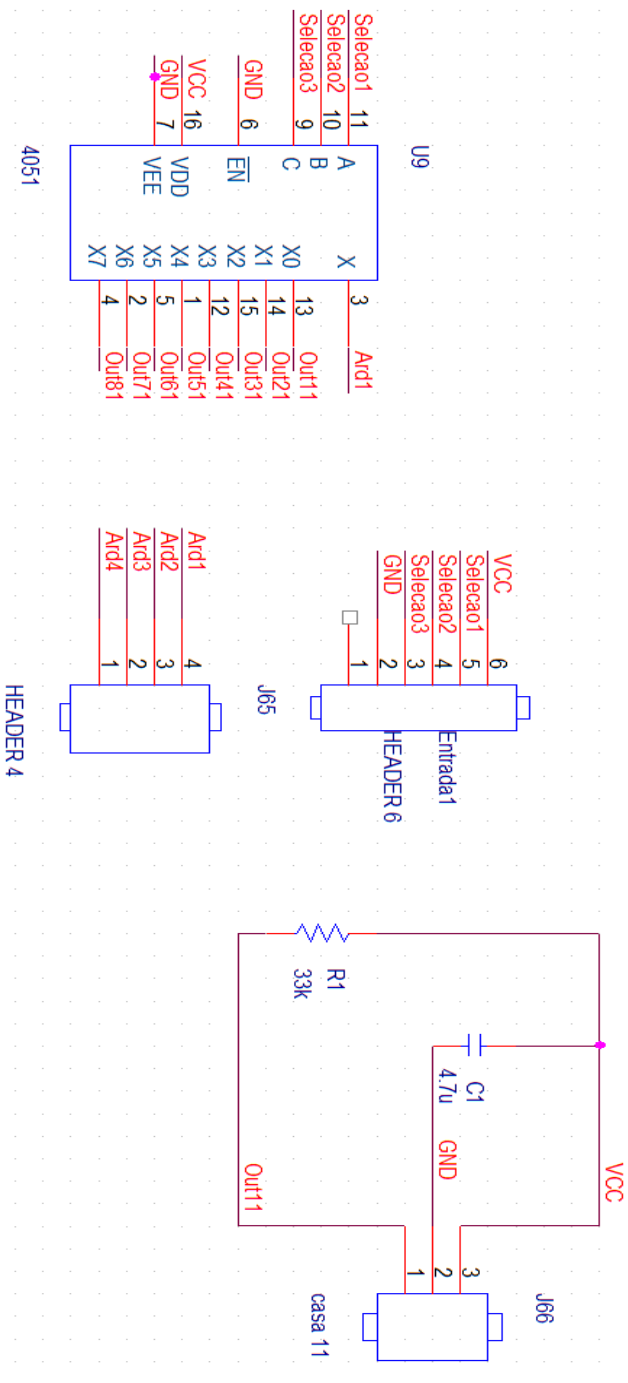 U9
Selecao1 11 A X 3 Ard1
Selecao2 10 B
Selecao3 9 C X0 13 Out11
X1 14 Out21
GND 6 EN X2 15 Out31
X3 12 Out41
VCC 16 VDD X4 1 Out51
GND 7 VEE X5 5 Out61
X6 2 Out71
X7 4 Out81
4051
VCC 6
Selecao1 5
Selecao2 4
Selecao3 3
GND 2
1
Entrada1
HEADER 6
J65
Ard1 4
Ard2 3
Ard3 2
Ard4 1
HEADER 4
VCC
J66
C1
4.7u
GND
R1
33k
Out11
3
2
1
casa 11